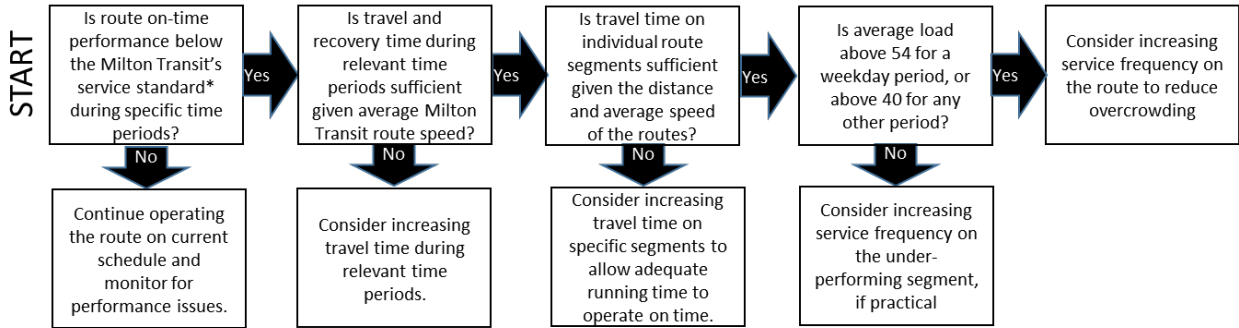 START
Is route on-time
performance below
the Milton Transit's
service standard*
during specific time
periods?
Yes
Is travel and
recovery time during
relevant time
periods sufficient
given average Milton
Transit route speed?
Yes
Is travel time on
individual route
segments sufficient
given the distance
and average speed
of the routes?
Yes
Is average load
above 54 for a
weekday period, or
above 40 for any
other period?
Yes
Consider increasing
service frequency on
the route to reduce
overcrowding
No
No
No
No
Continue operating
the route on current
schedule and
monitor for
performance issues.
Consider increasing
travel time during
relevant time
periods.
Consider increasing
travel time on
specific segments to
allow adequate
running time to
operate on time.
Consider increasing
service frequency on
the under-
performing segment,
if practical